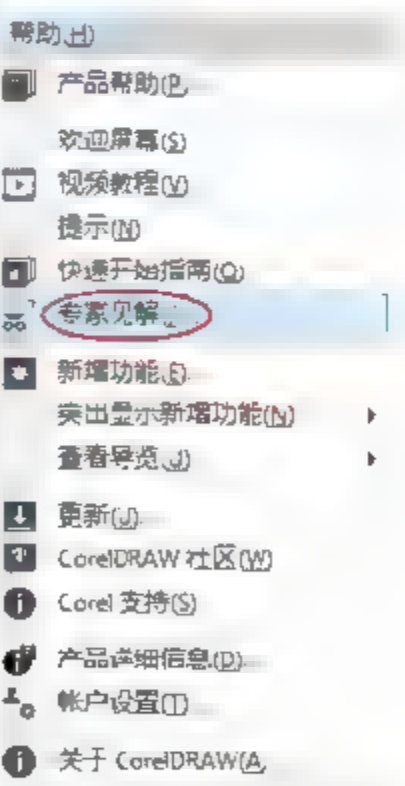 帮助(H)
产品帮助(P)
欢迎屏幕(S)
视频教程(V)
提示(N)
快速开始指南(Q)
专家见解
新增功能(F)
突出显示新增功能(N)
查看导览(J)
更新(U)
CorelDRAW 社区(W)
Corel 支持(S)
产品详细信息(D)
帐户设置(T)
关于 CorelDRAW(A)